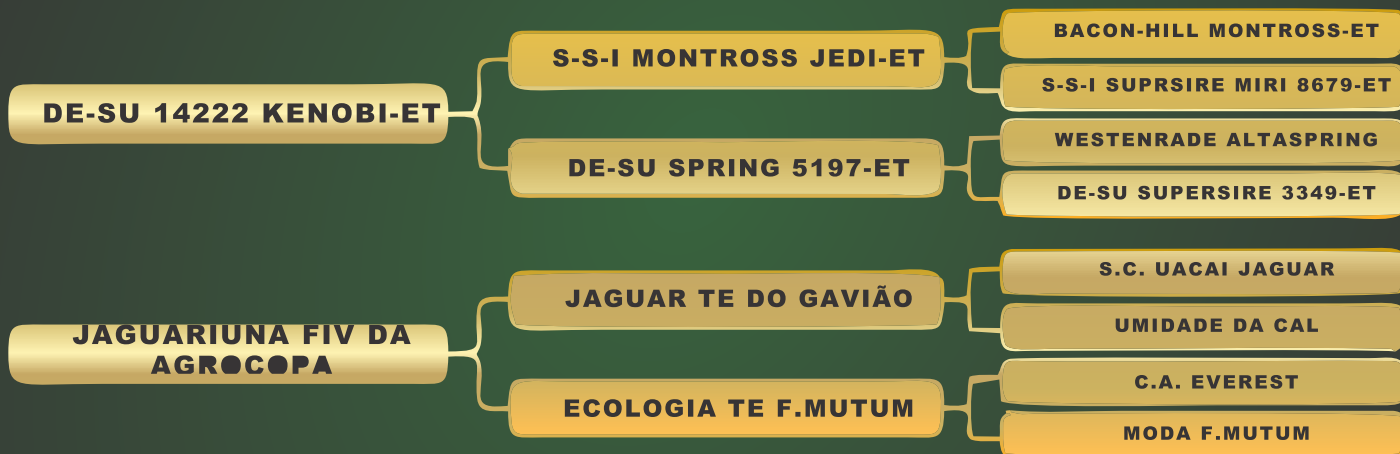 DE-SU 14222 KENOBI-ET
S-S-I MONTROSS JEDI-ET
BACON-HILL MONTROSS-ET
S-S-I SUPRSIRE MIRI 8679-ET
DE-SU SPRING 5197-ET
WESTENRADE ALTASPRING
DE-SU SUPERSIRE 3349-ET
JAGUARIUNA FIV DA
AGROCOPA
JAGUAR TE DO GAVIÃO
S.C. UACAI JAGUAR
UMIDADE DA CAL
ECOLOGIA TE F.MUTUM
C.A. EVEREST
MODA F.MUTUM